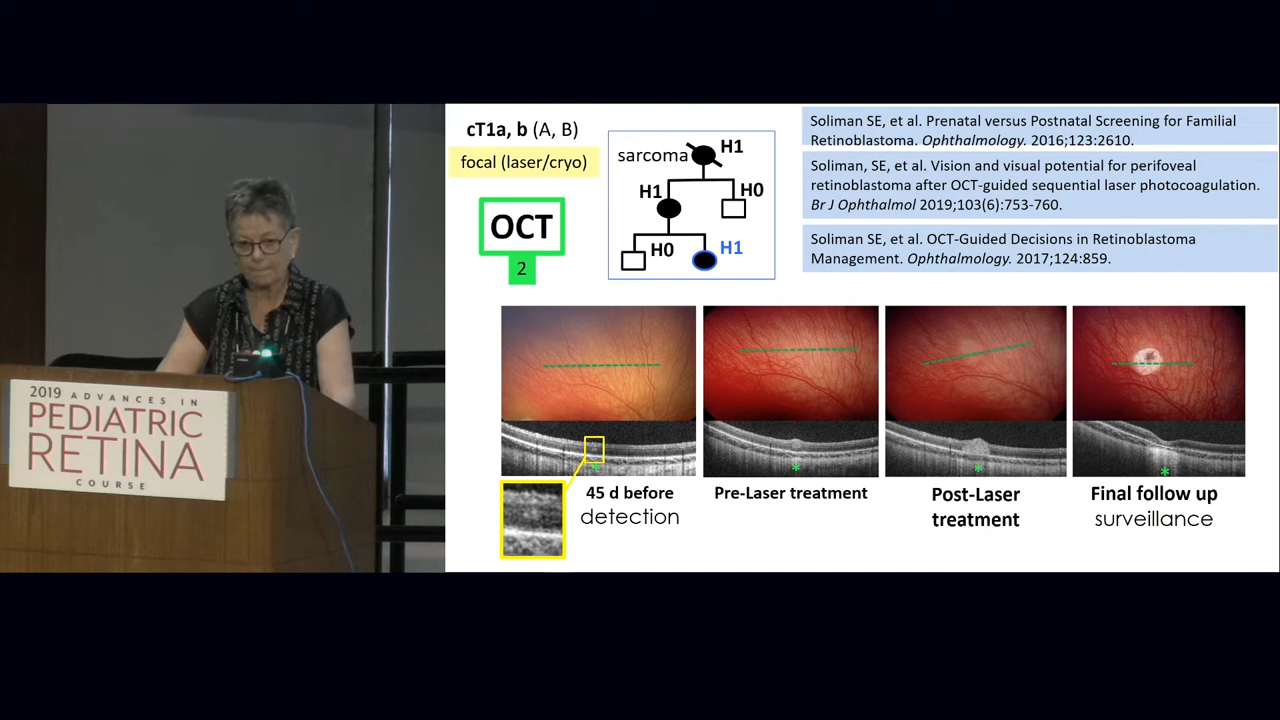 2019 ADVANCES IN
PEDIATRIC
RETINA
COURSE
cT1a, b (A, B)
focal (laser/cryo)
OCT
2
sarcoma
H1
H1
H0
H0
H1
Soliman SE, et al. Prenatal versus Postnatal Screening for Familial
Retinoblastoma. Ophthalmology. 2016;123:2610.
Soliman, SE, et al. Vision and visual potential for perifoveal
retinoblastoma after OCT-guided sequential laser photocoagulation.
Br J Ophthalmol 2019;103(6):753-760.
Soliman SE, et al. OCT-Guided Decisions in Retinoblastoma
Management. Ophthalmology. 2017;124:859.
*
*
*
*
45 d before
detection
Pre-Laser treatment
Post-Laser
treatment
Final follow up
surveillance